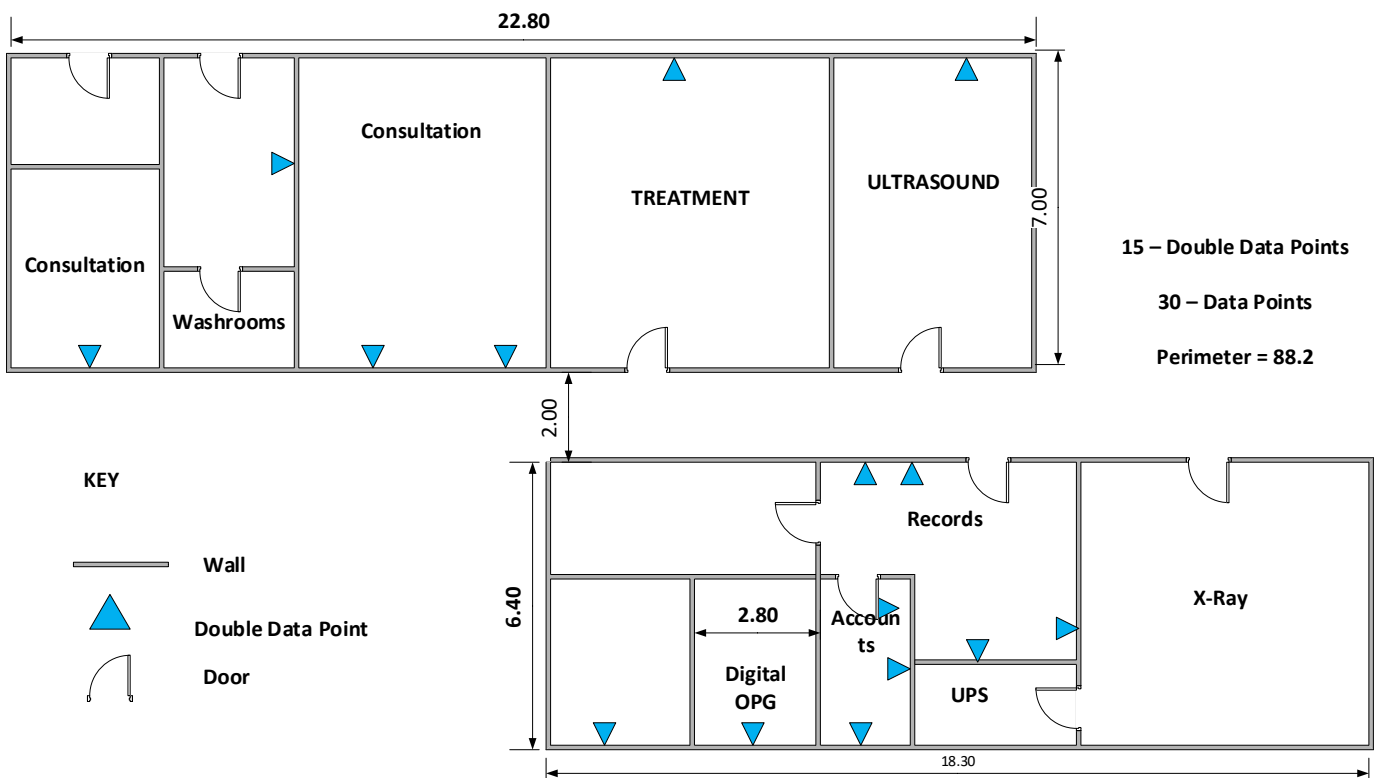 22.80
Consultation
TREATMENT
ULTRASOUND
7.00
Consultation
Washrooms
15 – Double Data Points
30 – Data Points
Perimeter = 88.2
2.00
KEY
Wall
Double Data Point
Door
6.40
Records
2.80
Accoun
ts
X-Ray
Digital
OPG
UPS
18.30